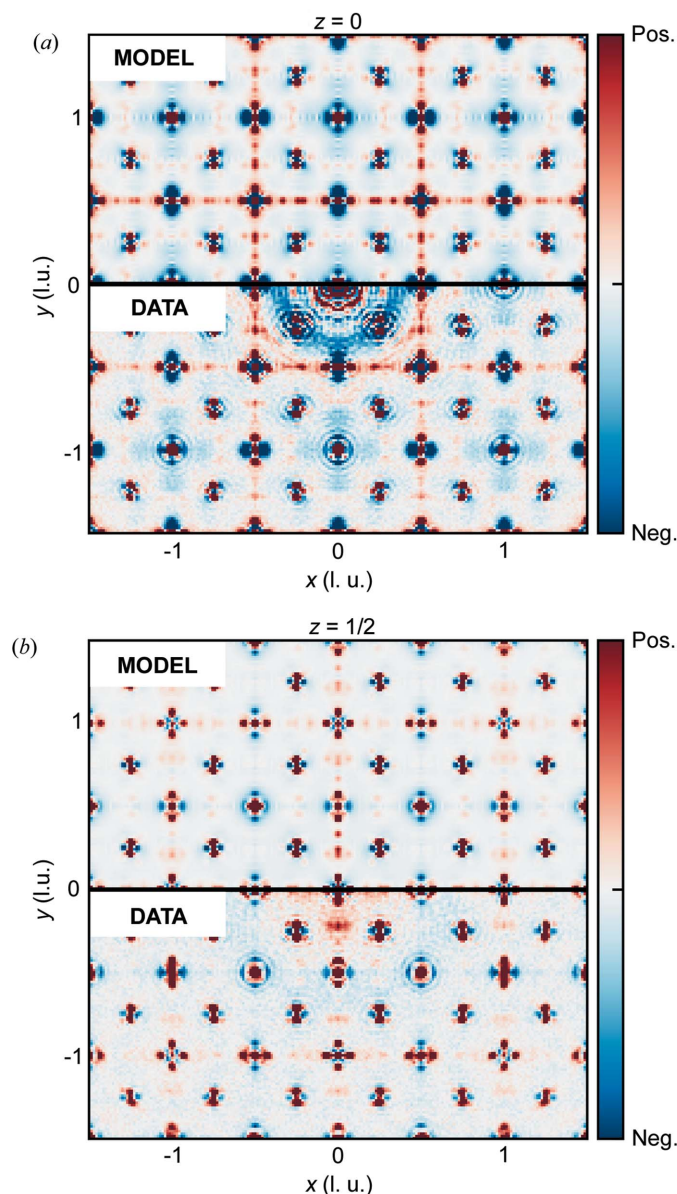 (a)
z = 0
MODEL
Pos.
1
y (l.u.)
0
DATA
-1
Neg.
-1 0 1
x (l. u.)
(b)
z = 1/2
MODEL
Pos.
1
y (l.u.)
0
DATA
-1
Neg.
-1 0 1
x (l. u.)